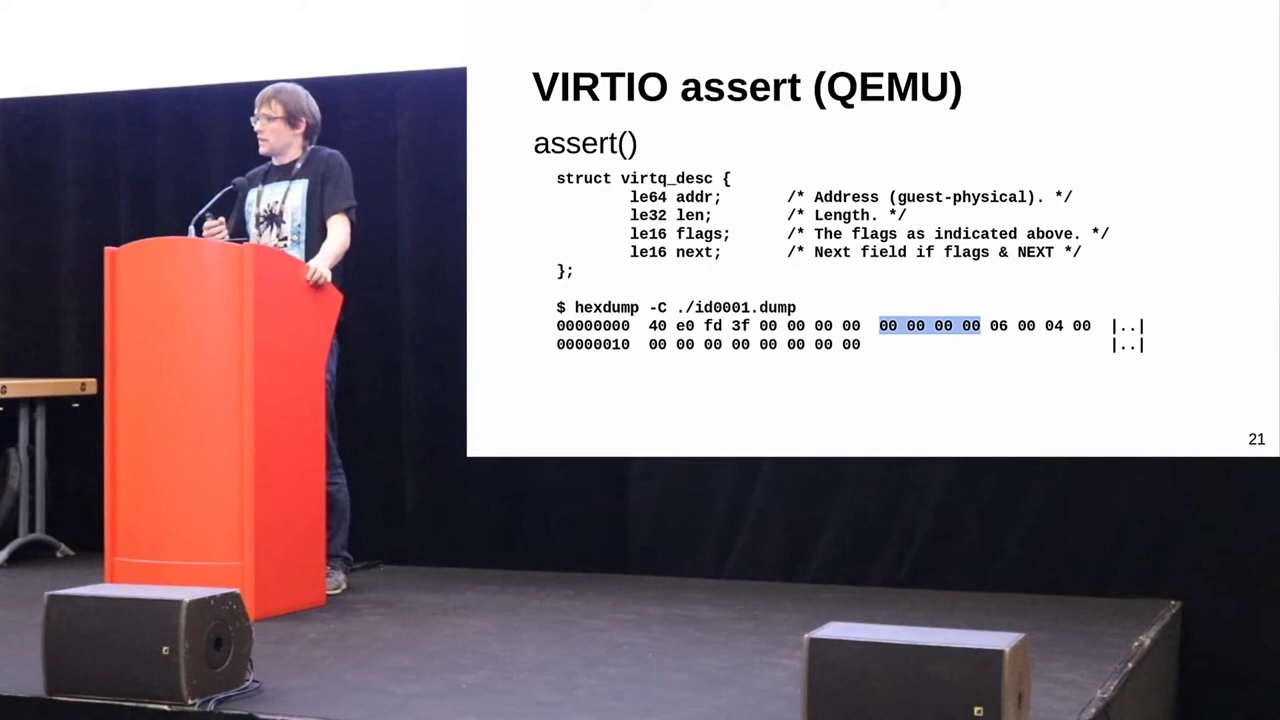 VIRTIO assert (QEMU)
assert()
struct virtq_desc {
le64 addr; /* Address (guest-physical). */
le32 len; /* Length. */
le16 flags; /* The flags as indicated above. */
le16 next; /* Next field if flags & NEXT */
};
$ hexdump -C ./id0001.dump
00000000 40 e0 fd 3f 00 00 00 00 00 00 00 00 06 00 04 00 |..|
00000010 00 00 00 00 00 00 00 00 |..|
21